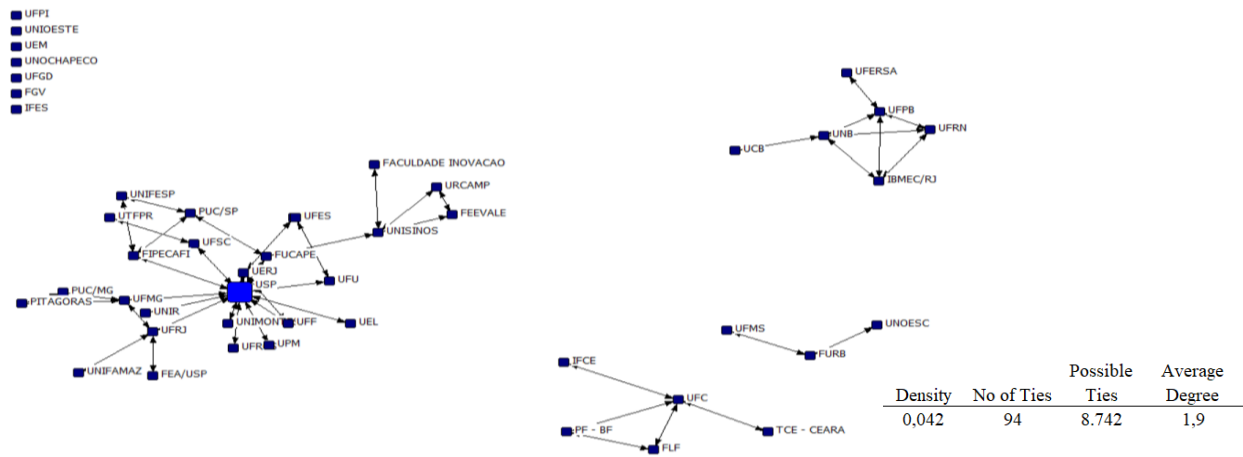 UFPI
UNIOESTE
UEM
UNOCHAPECO
UFGD
FGV
IFES
UFERSA
UFPB
UFRN
UNB
UCB
IBMEC/RJ
FACULDADE INOVACAO
URCAMP
FEEVALE
UNISINOS
UNIFESP
PUC/SP
UTFPR
UFES
UFSC
FUCAPE
FIPECAFI
UERJ
UFU
USP
PUC/MG
PITAGORAS
UFMG
UNIR
UNIMONT
UFF
UEL
UFRJ
UFR
UPM
UNIFAMAZ
FEA/USP
UFMS
UNOESC
FURB
IFCE
UFC
PF - BF
TCE - CEARA
FLF
Density No of Ties Possible Ties Average Degree
0,042 94 8.742 1,9